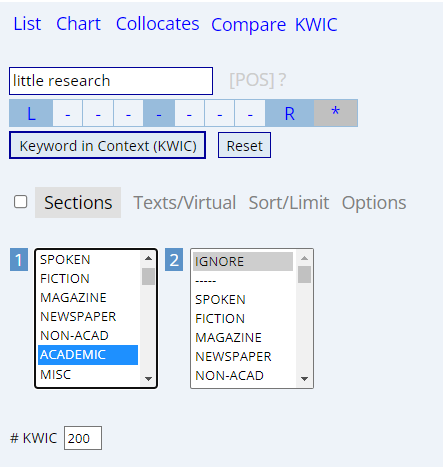 List Chart Collocates Compare KWIC
little research [POS] ?
L - - - - - - - R *
Keyword in Context (KWIC) Reset
Sections Texts/Virtual Sort/Limit Options
1
SPOKEN
FICTION
MAGAZINE
NEWSPAPER
NON-ACAD
ACADEMIC
MISC
2
IGNORE
-----
SPOKEN
FICTION
MAGAZINE
NEWSPAPER
NON-ACAD
# KWIC 200